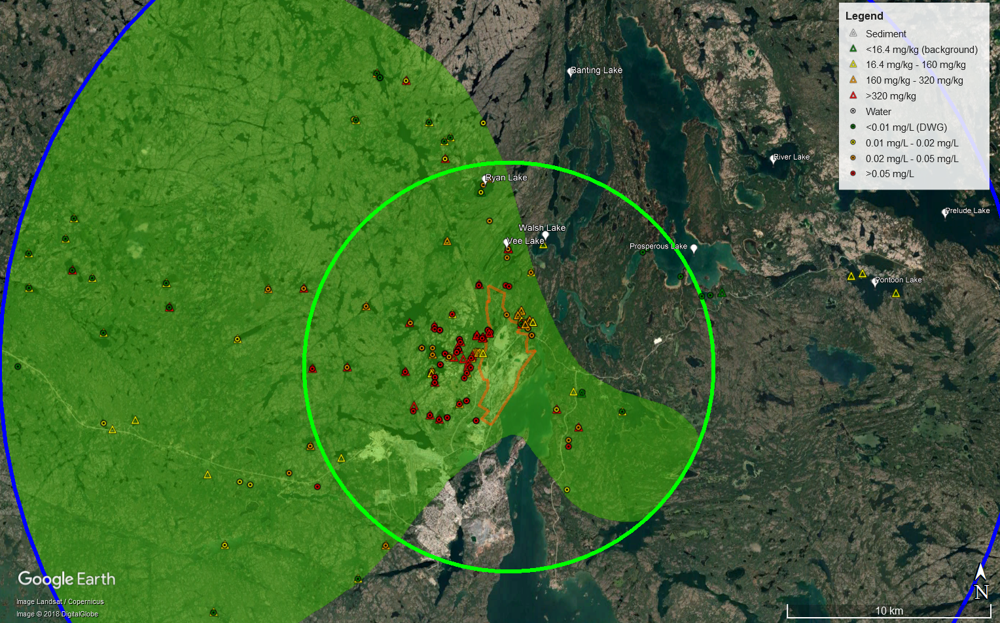 Legend
Sediment
<16.4 mg/kg (background)
16.4 mg/kg - 160 mg/kg
160 mg/kg - 320 mg/kg
>320 mg/kg
Water
<0.01 mg/L (DWG)
0.01 mg/L - 0.02 mg/L
0.02 mg/L - 0.05 mg/L
>0.05 mg/L
Banting Lake
River Lake
Ryan Lake
Prelude Lake
Walsh Lake
Vee Lake
Prosperous Lake
Pontoon Lake
Google Earth
Image Landsat / Copernicus
Image © 2018 DigitalGlobe
N
10 km